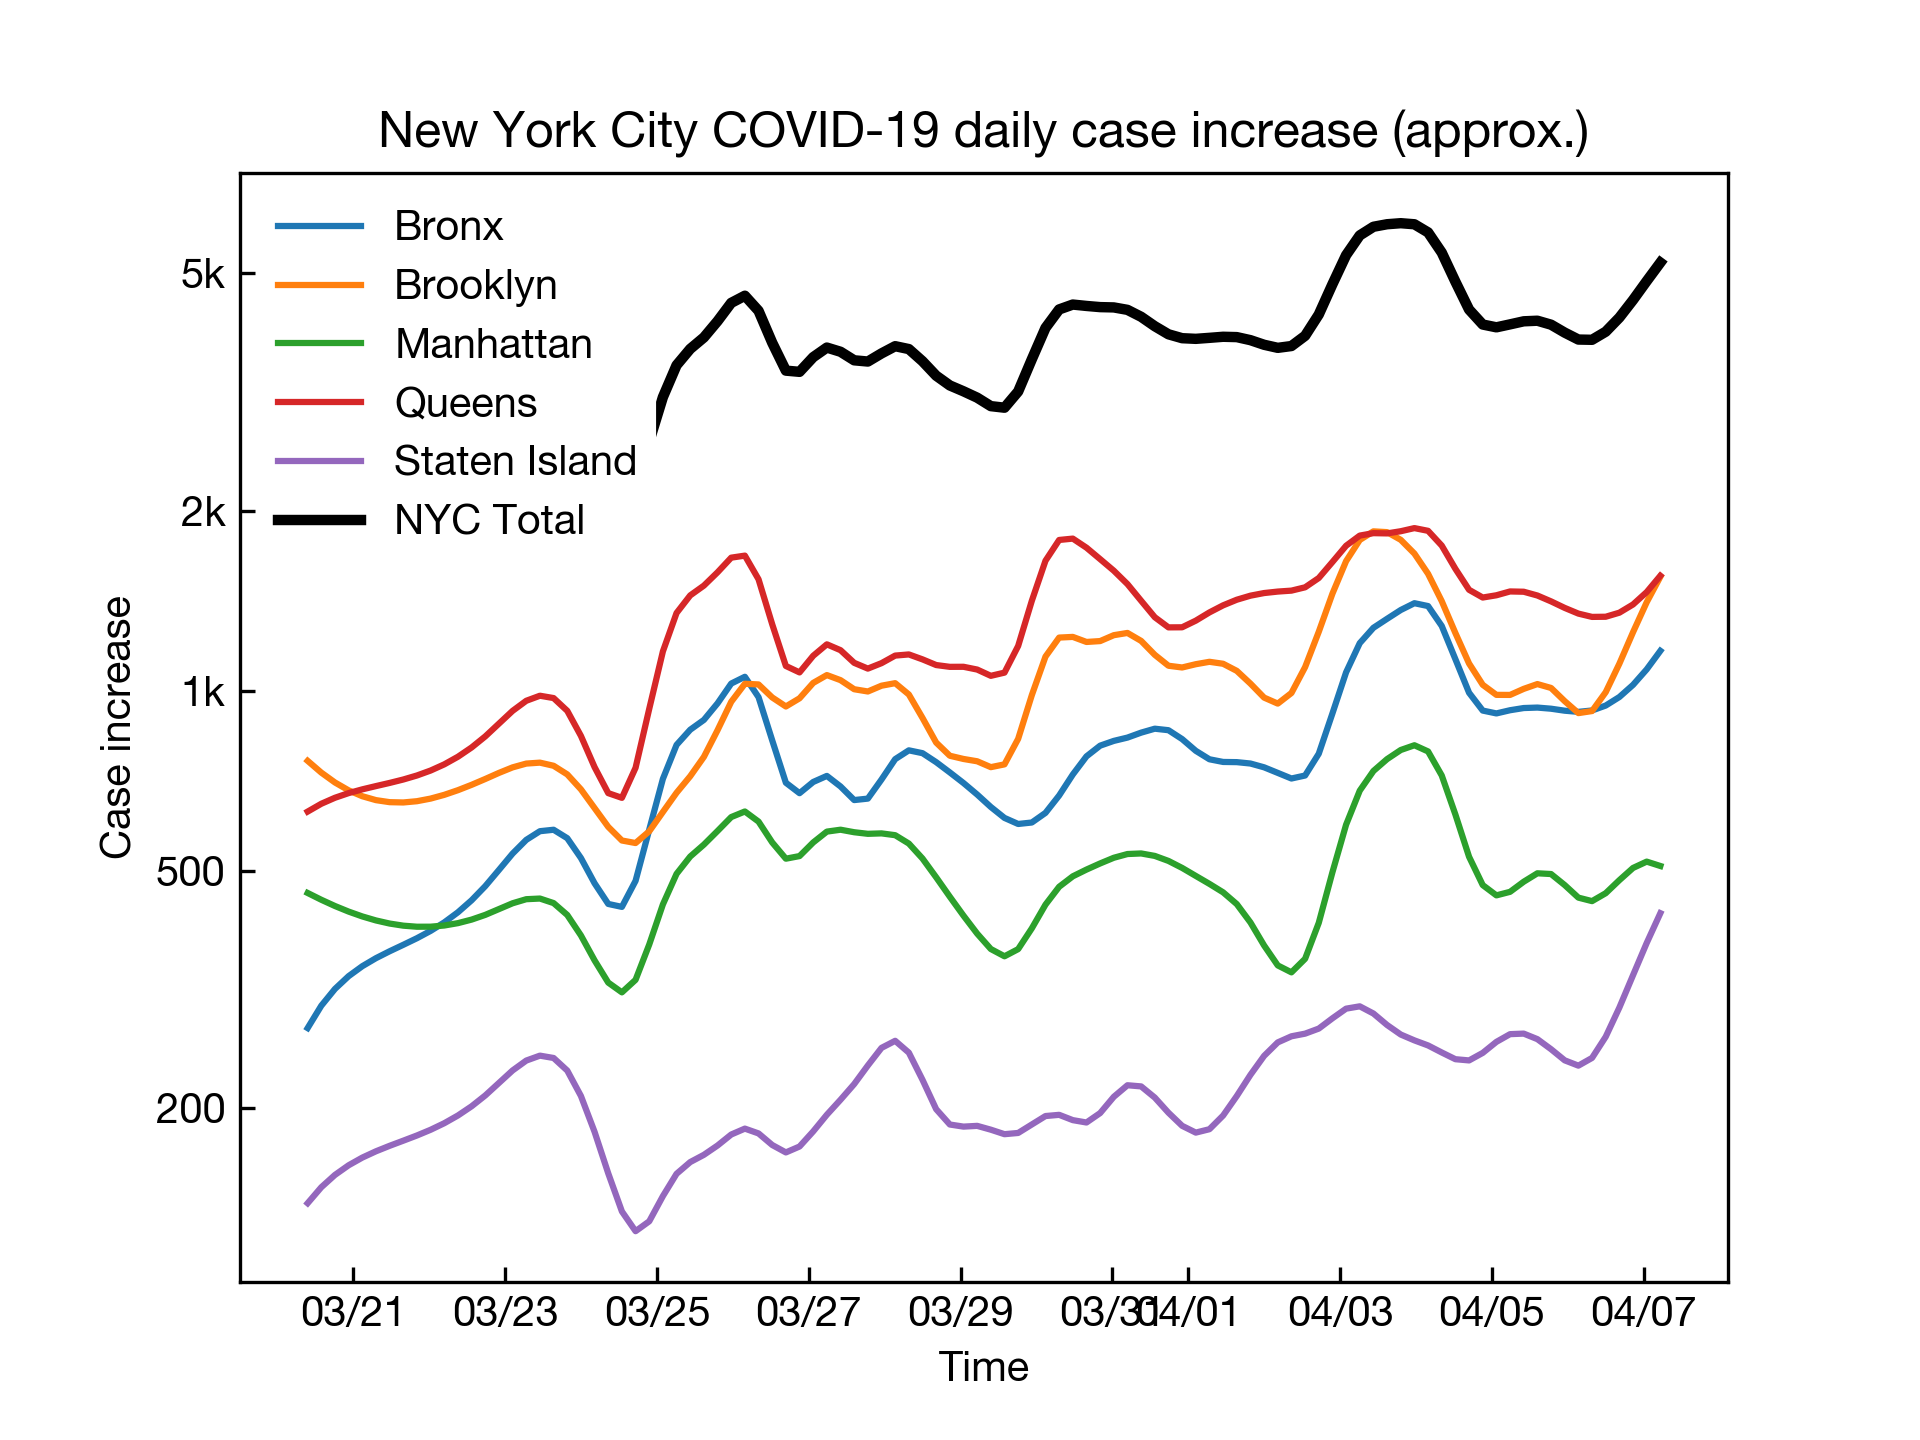 New York City COVID-19 daily case increase (approx.)
Bronx
Brooklyn
Manhattan
Queens
Staten Island
NYC Total
5k
2k
1k
500
200
Case increase
03/21 03/23 03/25 03/27 03/29 03/31 04/01 04/03 04/05 04/07
Time